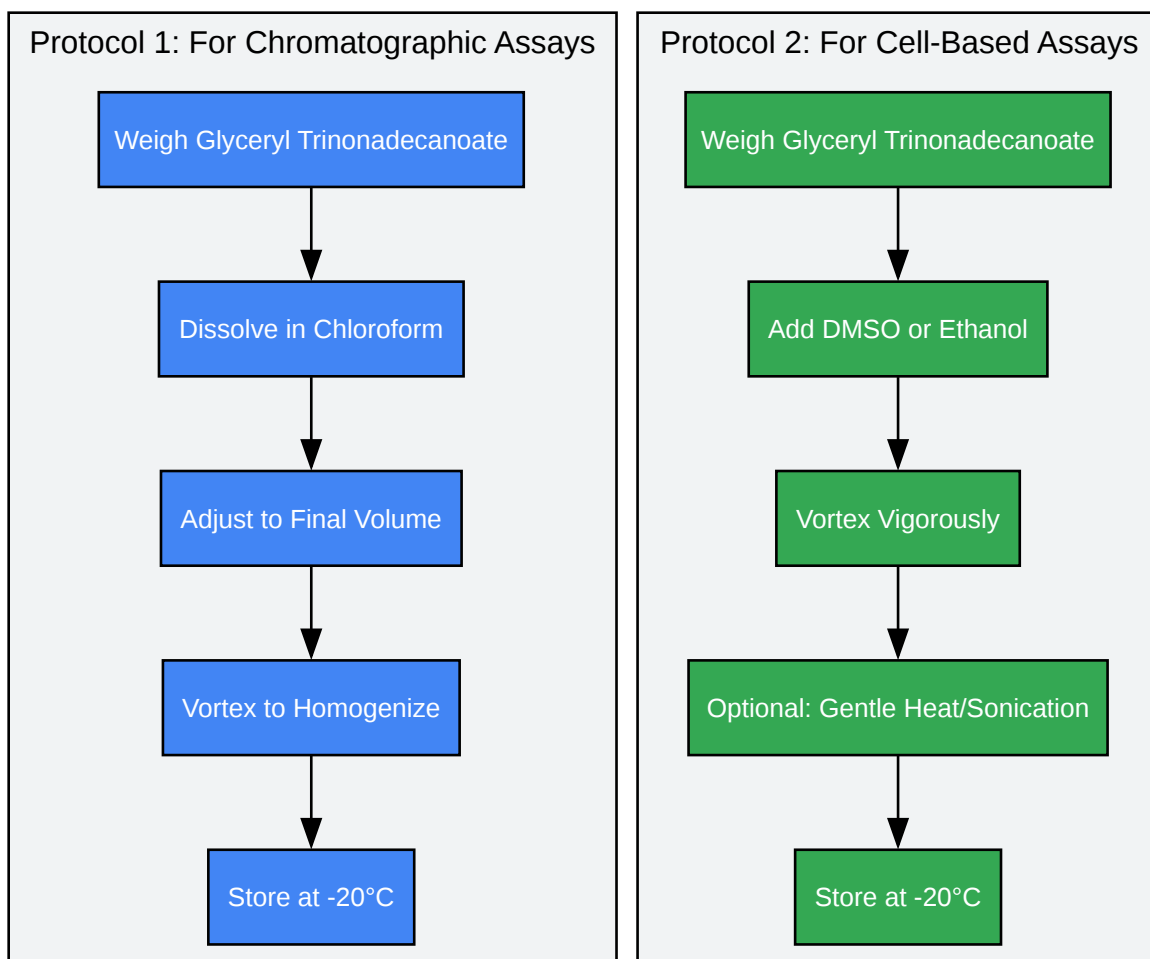 Protocol 1: For Chromatographic Assays
Weigh Glyceryl Trinonadecanoate
Dissolve in Chloroform
Adjust to Final Volume
Vortex to Homogenize
Store at -20°C
Protocol 2: For Cell-Based Assays
Weigh Glyceryl Trinonadecanoate
Add DMSO or Ethanol
Vortex Vigorously
Optional: Gentle Heat/Sonication
Store at -20°C